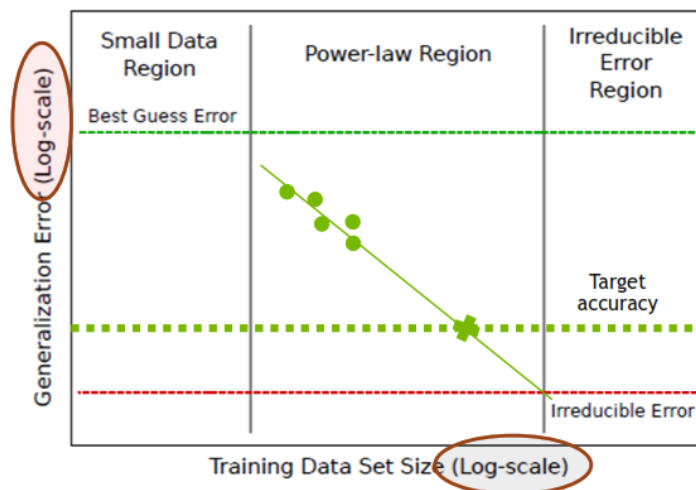 Small Data
Region
Power-law Region
Irreducible
Error
Region
Best Guess Error
Generalization Error (Log-scale)
Target
accuracy
Irreducible Error
Training Data Set Size (Log-scale)